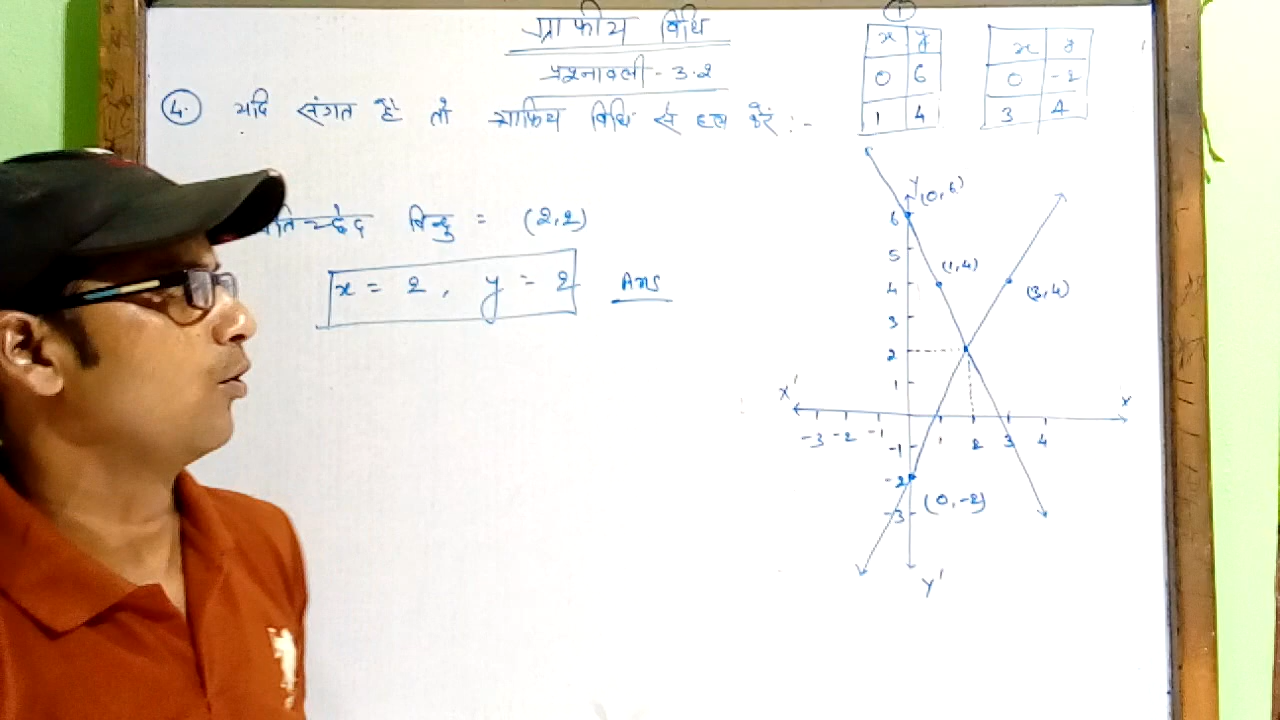 ग्राफीय विधि
प्रश्नावली - 3.2
4. यदि संगत है तो ग्राफिय विधि से हल करें :-
बिन्दु = (2,2)
x = 2 , y = 2 Ans
1
x y
0 6
1 4
x y
0 -2
3 4
Y
(0, 6)
6
5
(1,4)
4
(3,4)
3
2
1
X'
X
-3 -2 -1 1 2 3 4
-1
-2
(0, -2)
-3
Y'